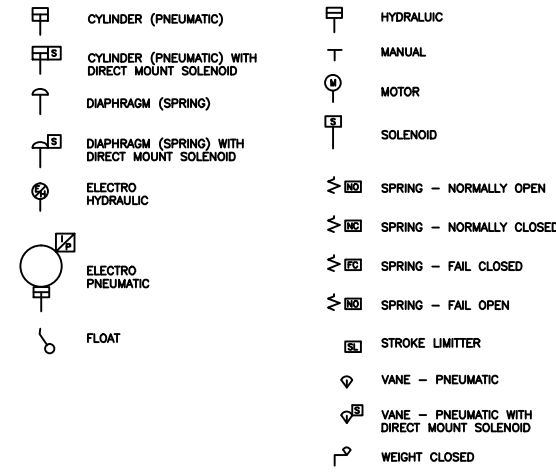 CYLINDER (PNEUMATIC)
S
CYLINDER (PNEUMATIC) WITH
DIRECT MOUNT SOLENOID
DIAPHRAGM (SPRING)
S
DIAPHRAGM (SPRING) WITH
DIRECT MOUNT SOLENOID
E/H
ELECTRO
HYDRAULIC
I/P
ELECTRO
PNEUMATIC
FLOAT
HYDRALUIC
MANUAL
M
MOTOR
S
SOLENOID
NO SPRING – NORMALLY OPEN
NC SPRING – NORMALLY CLOSED
FC SPRING – FAIL CLOSED
NO SPRING – FAIL OPEN
SL STROKE LIMITTER
VANE – PNEUMATIC
S
VANE – PNEUMATIC WITH
DIRECT MOUNT SOLENOID
WEIGHT CLOSED